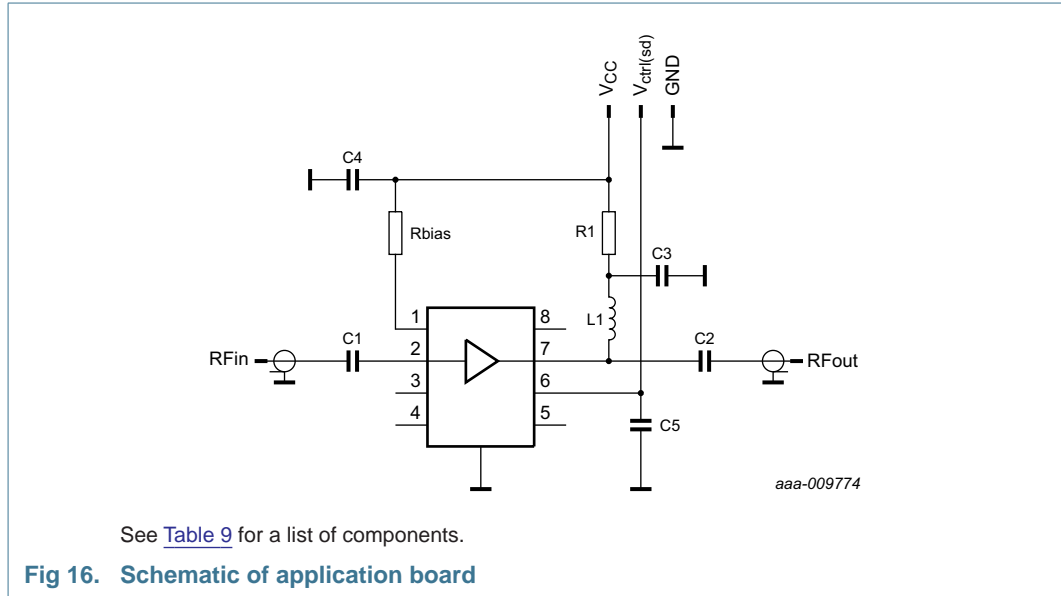 VCC
Vctrl(sd)
GND
C4
Rbias
R1
C3
L1
1
8
RFin
C1
2
7
C2
RFout
3
6
4
5
C5
aaa-009774
See Table 9 for a list of components.
Fig 16. Schematic of application board